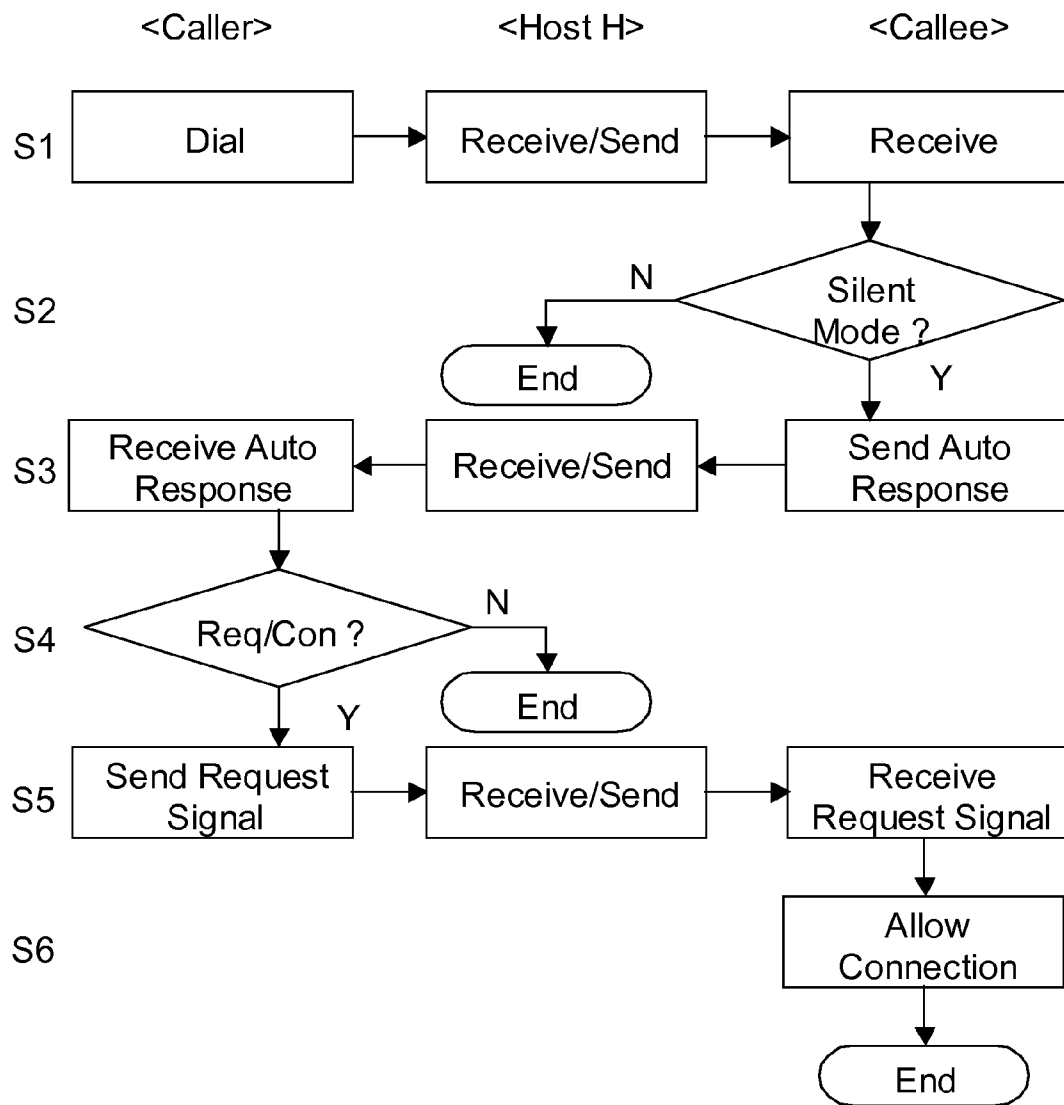 <Caller>
<Host H>
<Callee>
S1
Dial
Receive/Send
Receive
S2
N
Silent
Mode ?
End
Y
S3
Receive Auto
Response
Receive/Send
Send Auto
Response
S4
Req/Con ?
N
End
Y
S5
Send Request
Signal
Receive/Send
Receive
Request Signal
S6
Allow
Connection
End